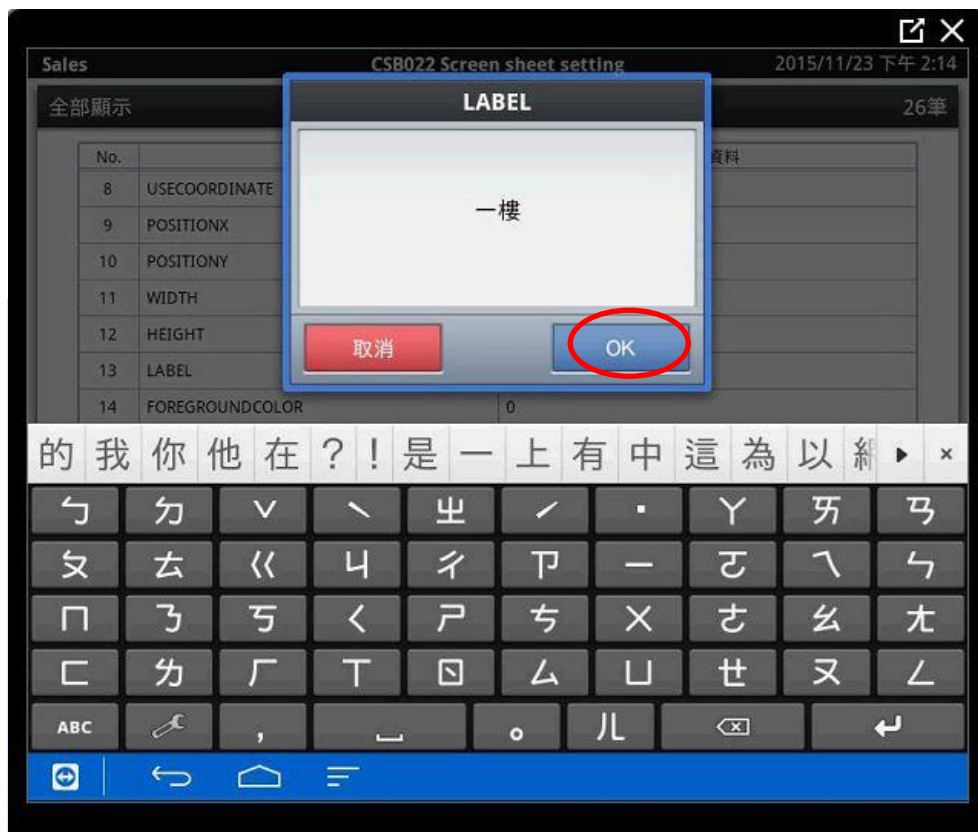 Sales CSB022 Screen sheet setting 2015/11/23 下午 2:14
全部顯示 26筆
LABEL
No. 資料
8 USECOORDINATE
9 POSITIONX
10 POSITIONY
11 WIDTH
12 HEIGHT
13 LABEL
14 FOREGROUNDCOLOR 0
一樓
取消 OK
的 我 你 他 在 ? ! 是 一 上 有 中 這 為 以
ㄅ ㄉ ˇ ˋ ㄓ ˊ ˙ ㄚ ㄞ ㄢ
ㄆ ㄊ ㄍ ㄐ ㄔ ㄗ ㄧ ㄛ ㄟ ㄣ
ㄇ ㄋ ㄎ ㄑ ㄕ ㄘ ㄨ ㄜ ㄠ ㄤ
ㄈ ㄌ ㄏ ㄒ ㄖ ㄙ ㄩ ㄝ ㄡ ㄥ
ABC , 。 ㄦ